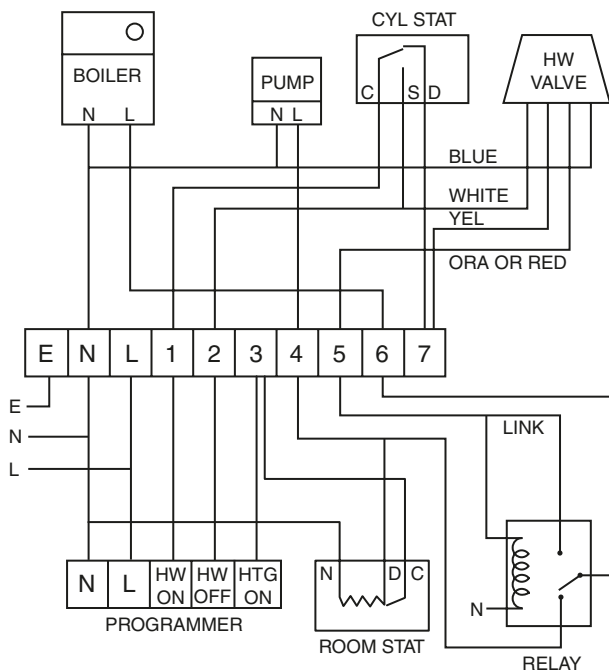 CYL STAT
BOILER
N L
PUMP
N L
C S D
HW
VALVE
BLUE
WHITE
YEL
ORA OR RED
E N L 1 2 3 4 5 6 7
E
N
L
LINK
N L HW ON HW OFF HTG ON
PROGRAMMER
N D C
ROOM STAT
N
RELAY